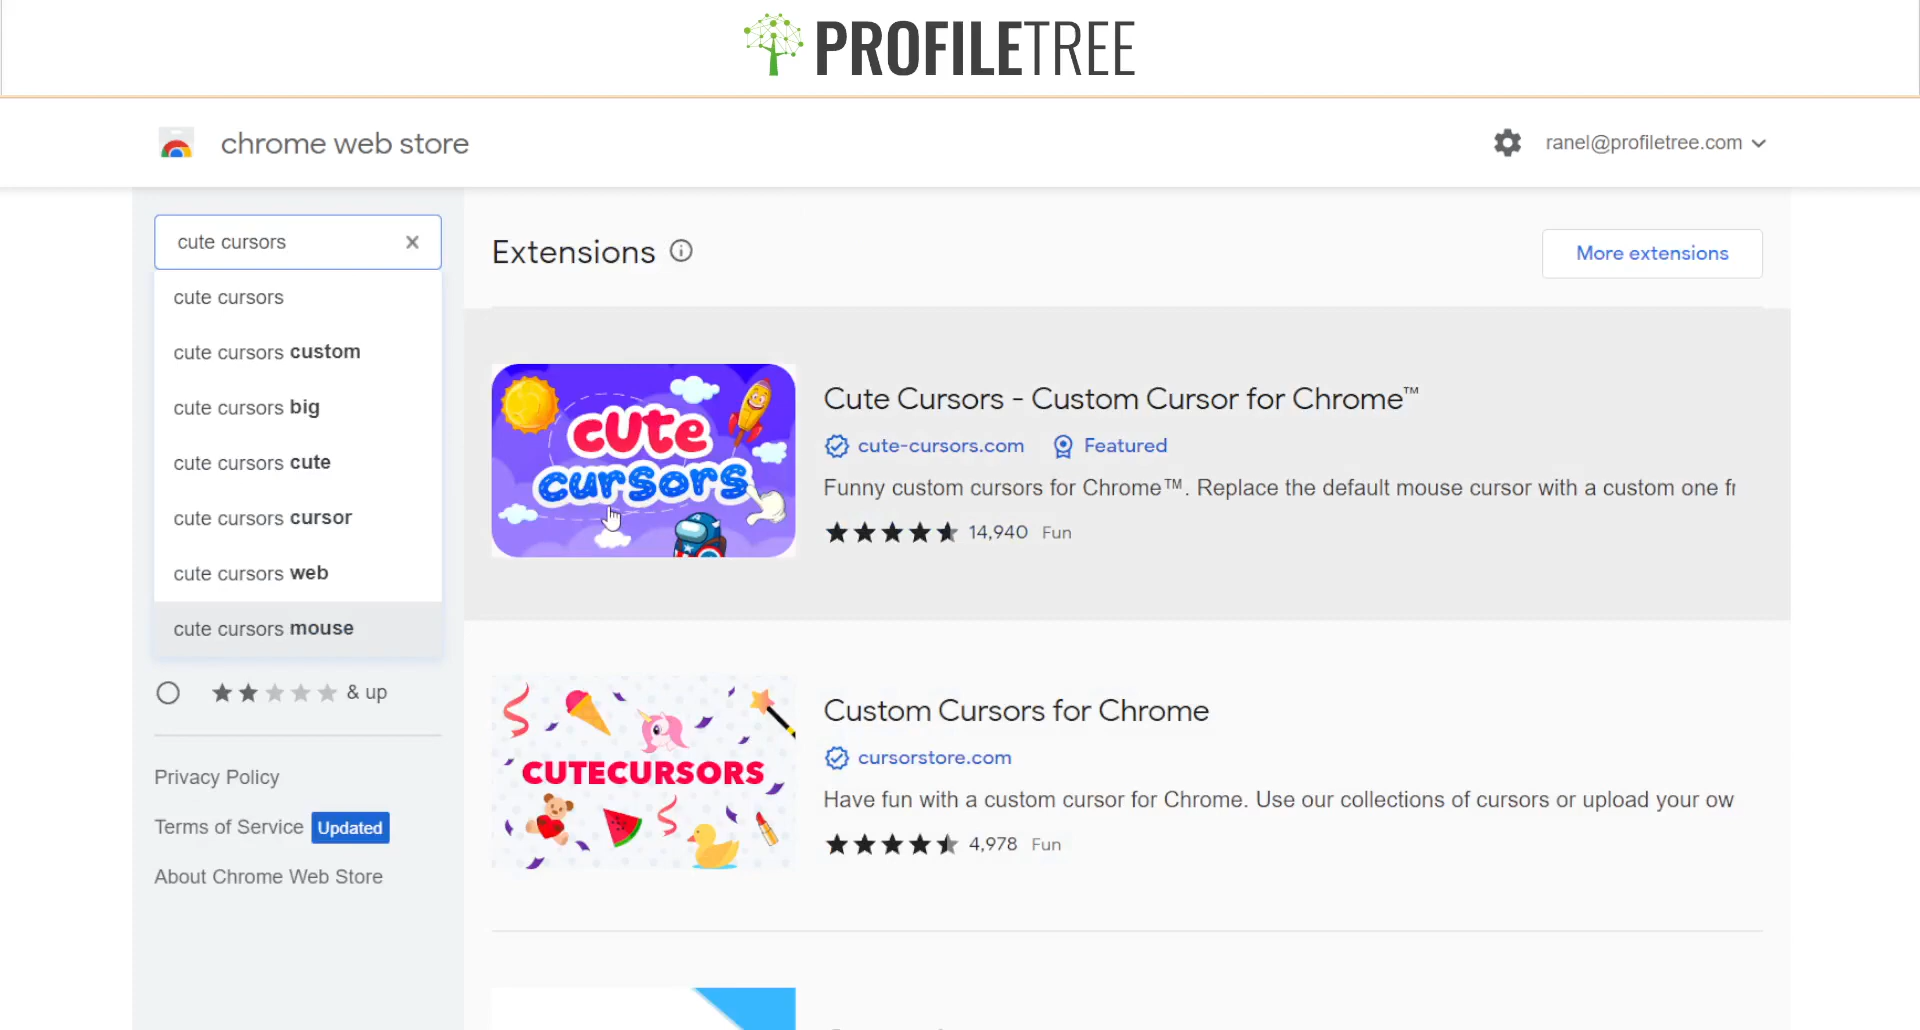 PROFILETREE
chrome web store
ranel@profiletree.com
cute cursors
cute cursors
cute cursors custom
cute cursors big
cute cursors cute
cute cursors cursor
cute cursors web
cute cursors mouse
& up
Privacy Policy
Terms of Service Updated
About Chrome Web Store
Extensions
More extensions
cute
cursors
Cute Cursors - Custom Cursor for Chrome™
cute-cursors.com Featured
Funny custom cursors for Chrome™. Replace the default mouse cursor with a custom one
14,940 Fun
CUTECURSORS
Custom Cursors for Chrome
cursorstore.com
Have fun with a custom cursor for Chrome. Use our collections of cursors or upload your ow
4,978 Fun